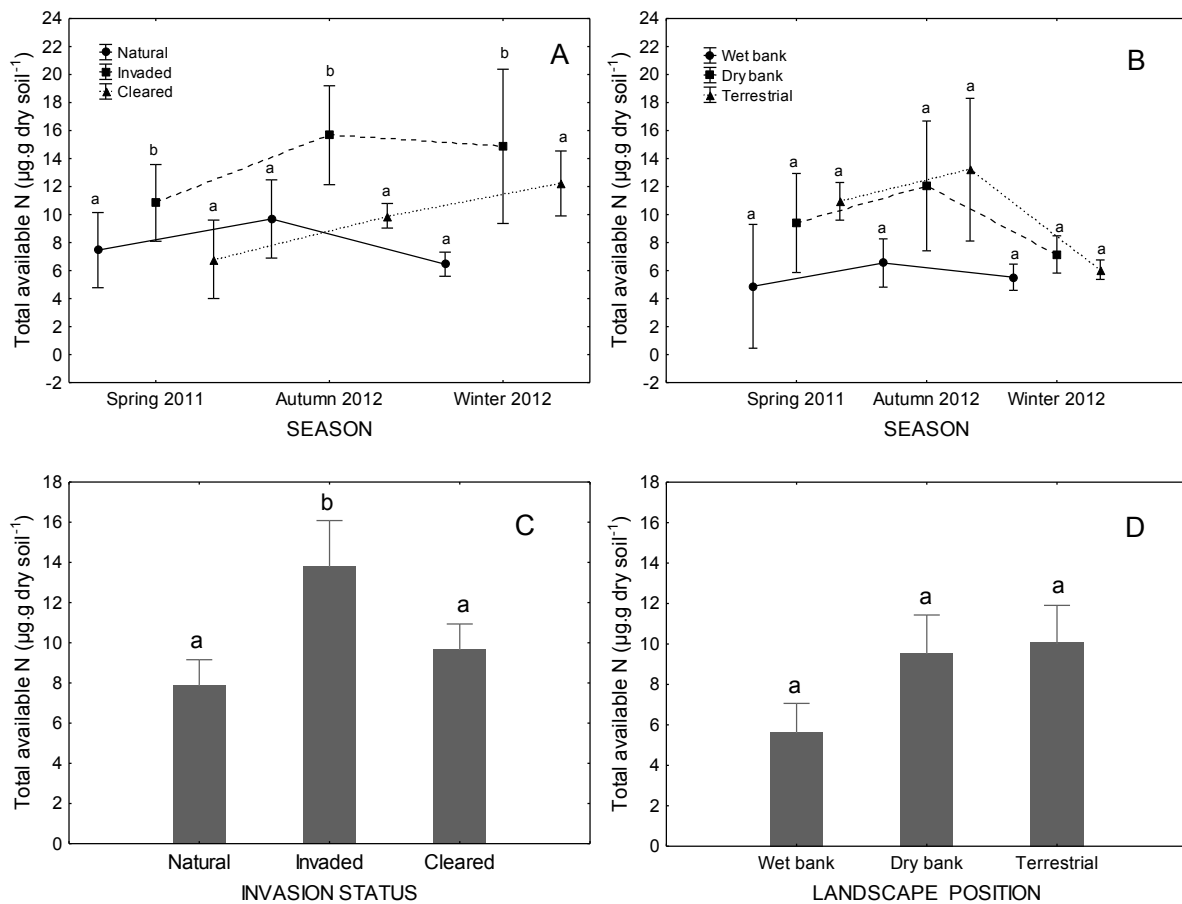 A
Total available N (µg.g dry soil⁻¹)
24
22
20
18
16
14
12
10
8
6
4
2
0
-2
Natural
Invaded
Cleared
a b a a b a a b a
Spring 2011 Autumn 2012 Winter 2012
SEASON
B
Total available N (µg.g dry soil⁻¹)
24
22
20
18
16
14
12
10
8
6
4
2
0
-2
Wet bank
Dry bank
Terrestrial
a a a a a a a a a
Spring 2011 Autumn 2012 Winter 2012
SEASON
C
Total available N (µg.g dry soil⁻¹)
18
16
14
12
10
8
6
4
2
0
a b a
Natural Invaded Cleared
INVASION STATUS
D
Total available N (µg.g dry soil⁻¹)
18
16
14
12
10
8
6
4
2
0
a a a
Wet bank Dry bank Terrestrial
LANDSCAPE POSITION